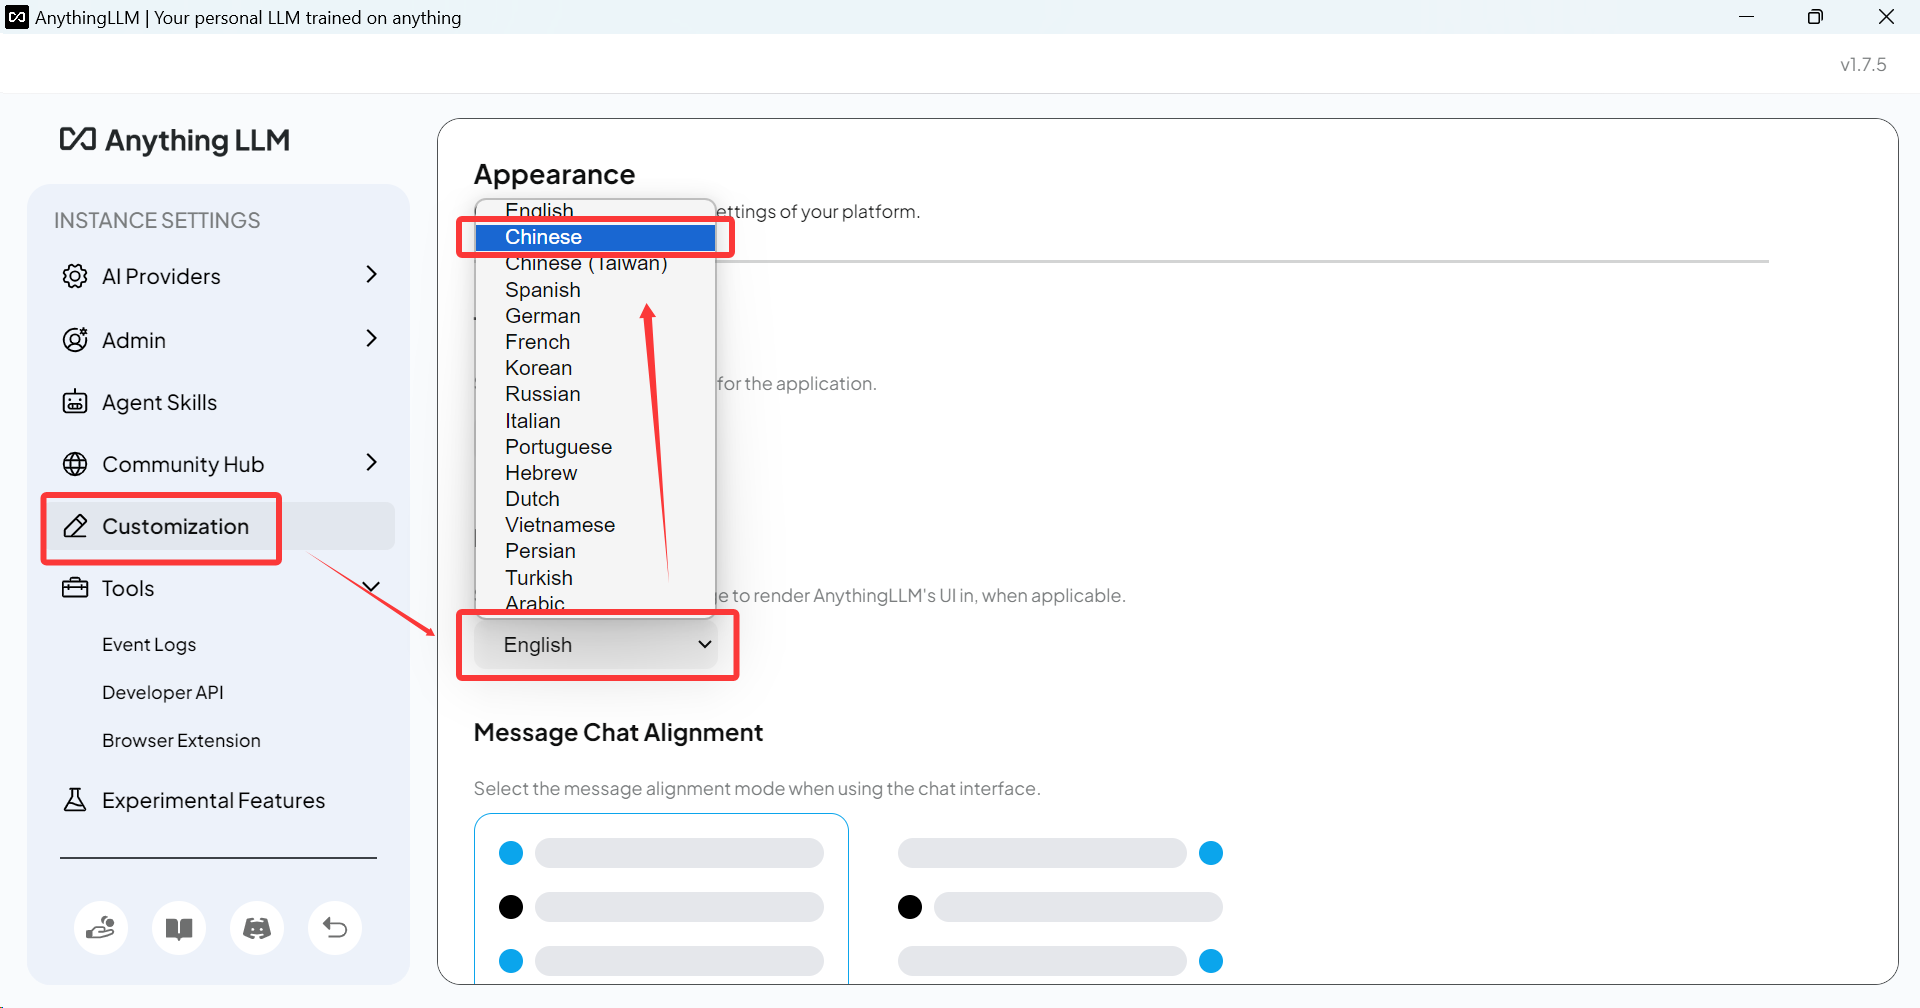 AnythingLLM | Your personal LLM trained on anything
v1.7.5
Anything LLM
INSTANCE SETTINGS
AI Providers
Admin
Agent Skills
Community Hub
Customization
Tools
Event Logs
Developer API
Browser Extension
Experimental Features
Appearance
ettings of your platform.
English
Chinese
Chinese (Taiwan)
Spanish
German
French
Korean
Russian
Italian
Portuguese
Hebrew
Dutch
Vietnamese
Persian
Turkish
Arabic
for the application.
e to render AnythingLLM's UI in, when applicable.
English
Message Chat Alignment
Select the message alignment mode when using the chat interface.